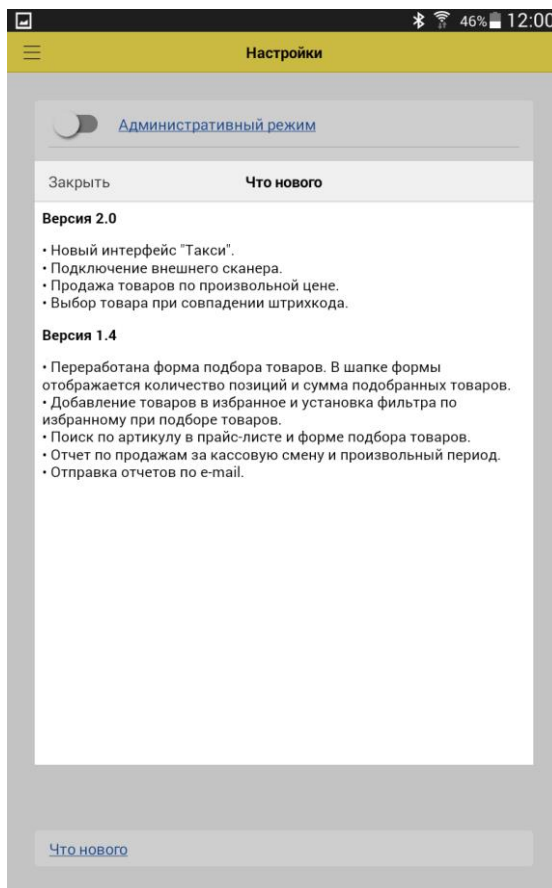 46% 12:00
Настройки
Административный режим
Закрыть
Что нового
Версия 2.0
• Новый интерфейс "Такси".
• Подключение внешнего сканера.
• Продажа товаров по произвольной цене.
• Выбор товара при совпадении штрихкода.
Версия 1.4
• Переработана форма подбора товаров. В шапке формы
отображается количество позиций и сумма подобранных товаров.
• Добавление товаров в избранное и установка фильтра по
избранному при подборе товаров.
• Поиск по артикулу в прайс-листе и форме подбора товаров.
• Отчет по продажам за кассовую смену и произвольный период.
• Отправка отчетов по e-mail.
Что нового